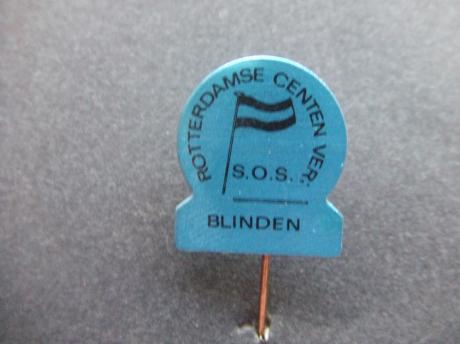 ROTTERDAMSE CENTEN VER:
S.O.S.
BLINDEN